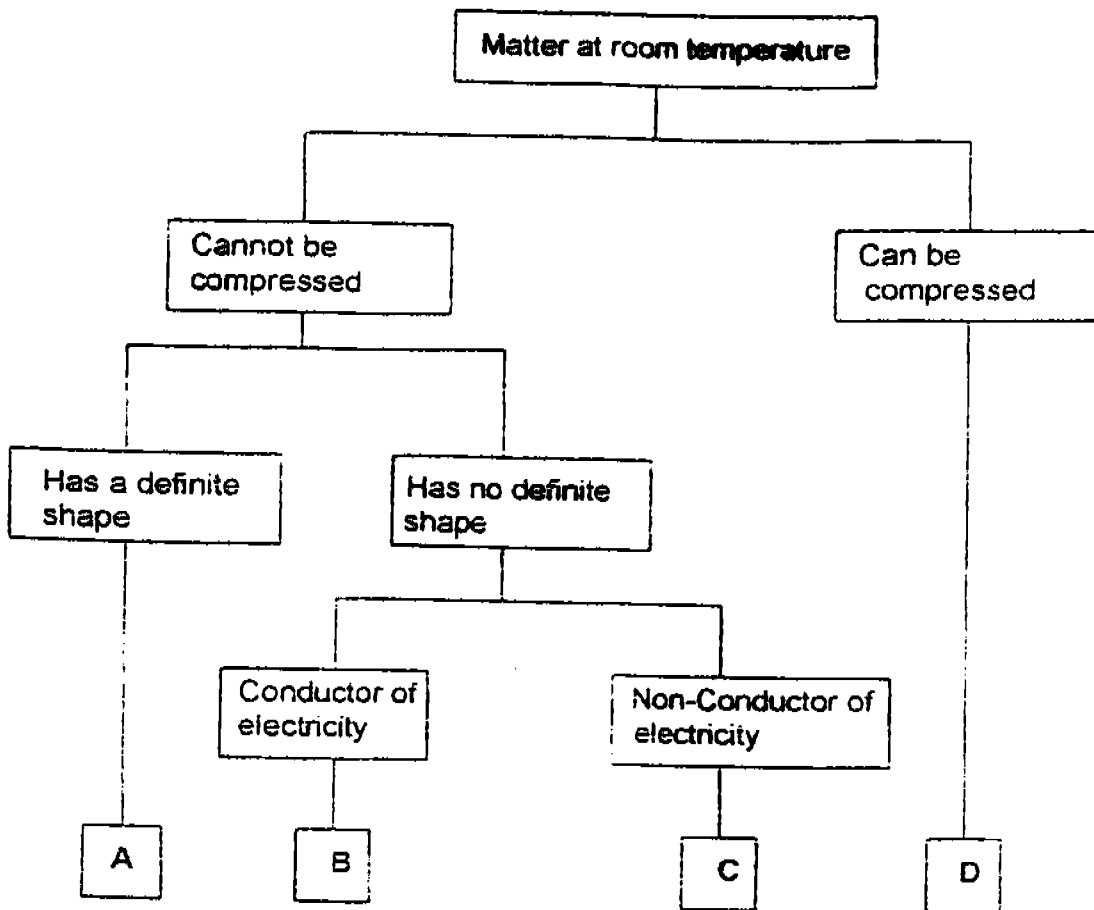 Matter at room temperature
Cannot be
compressed
Can be
compressed
Has a definite
shape
Has no definite
shape
Conductor of
electricity
Non-Conductor of
electricity
A
B
C
D